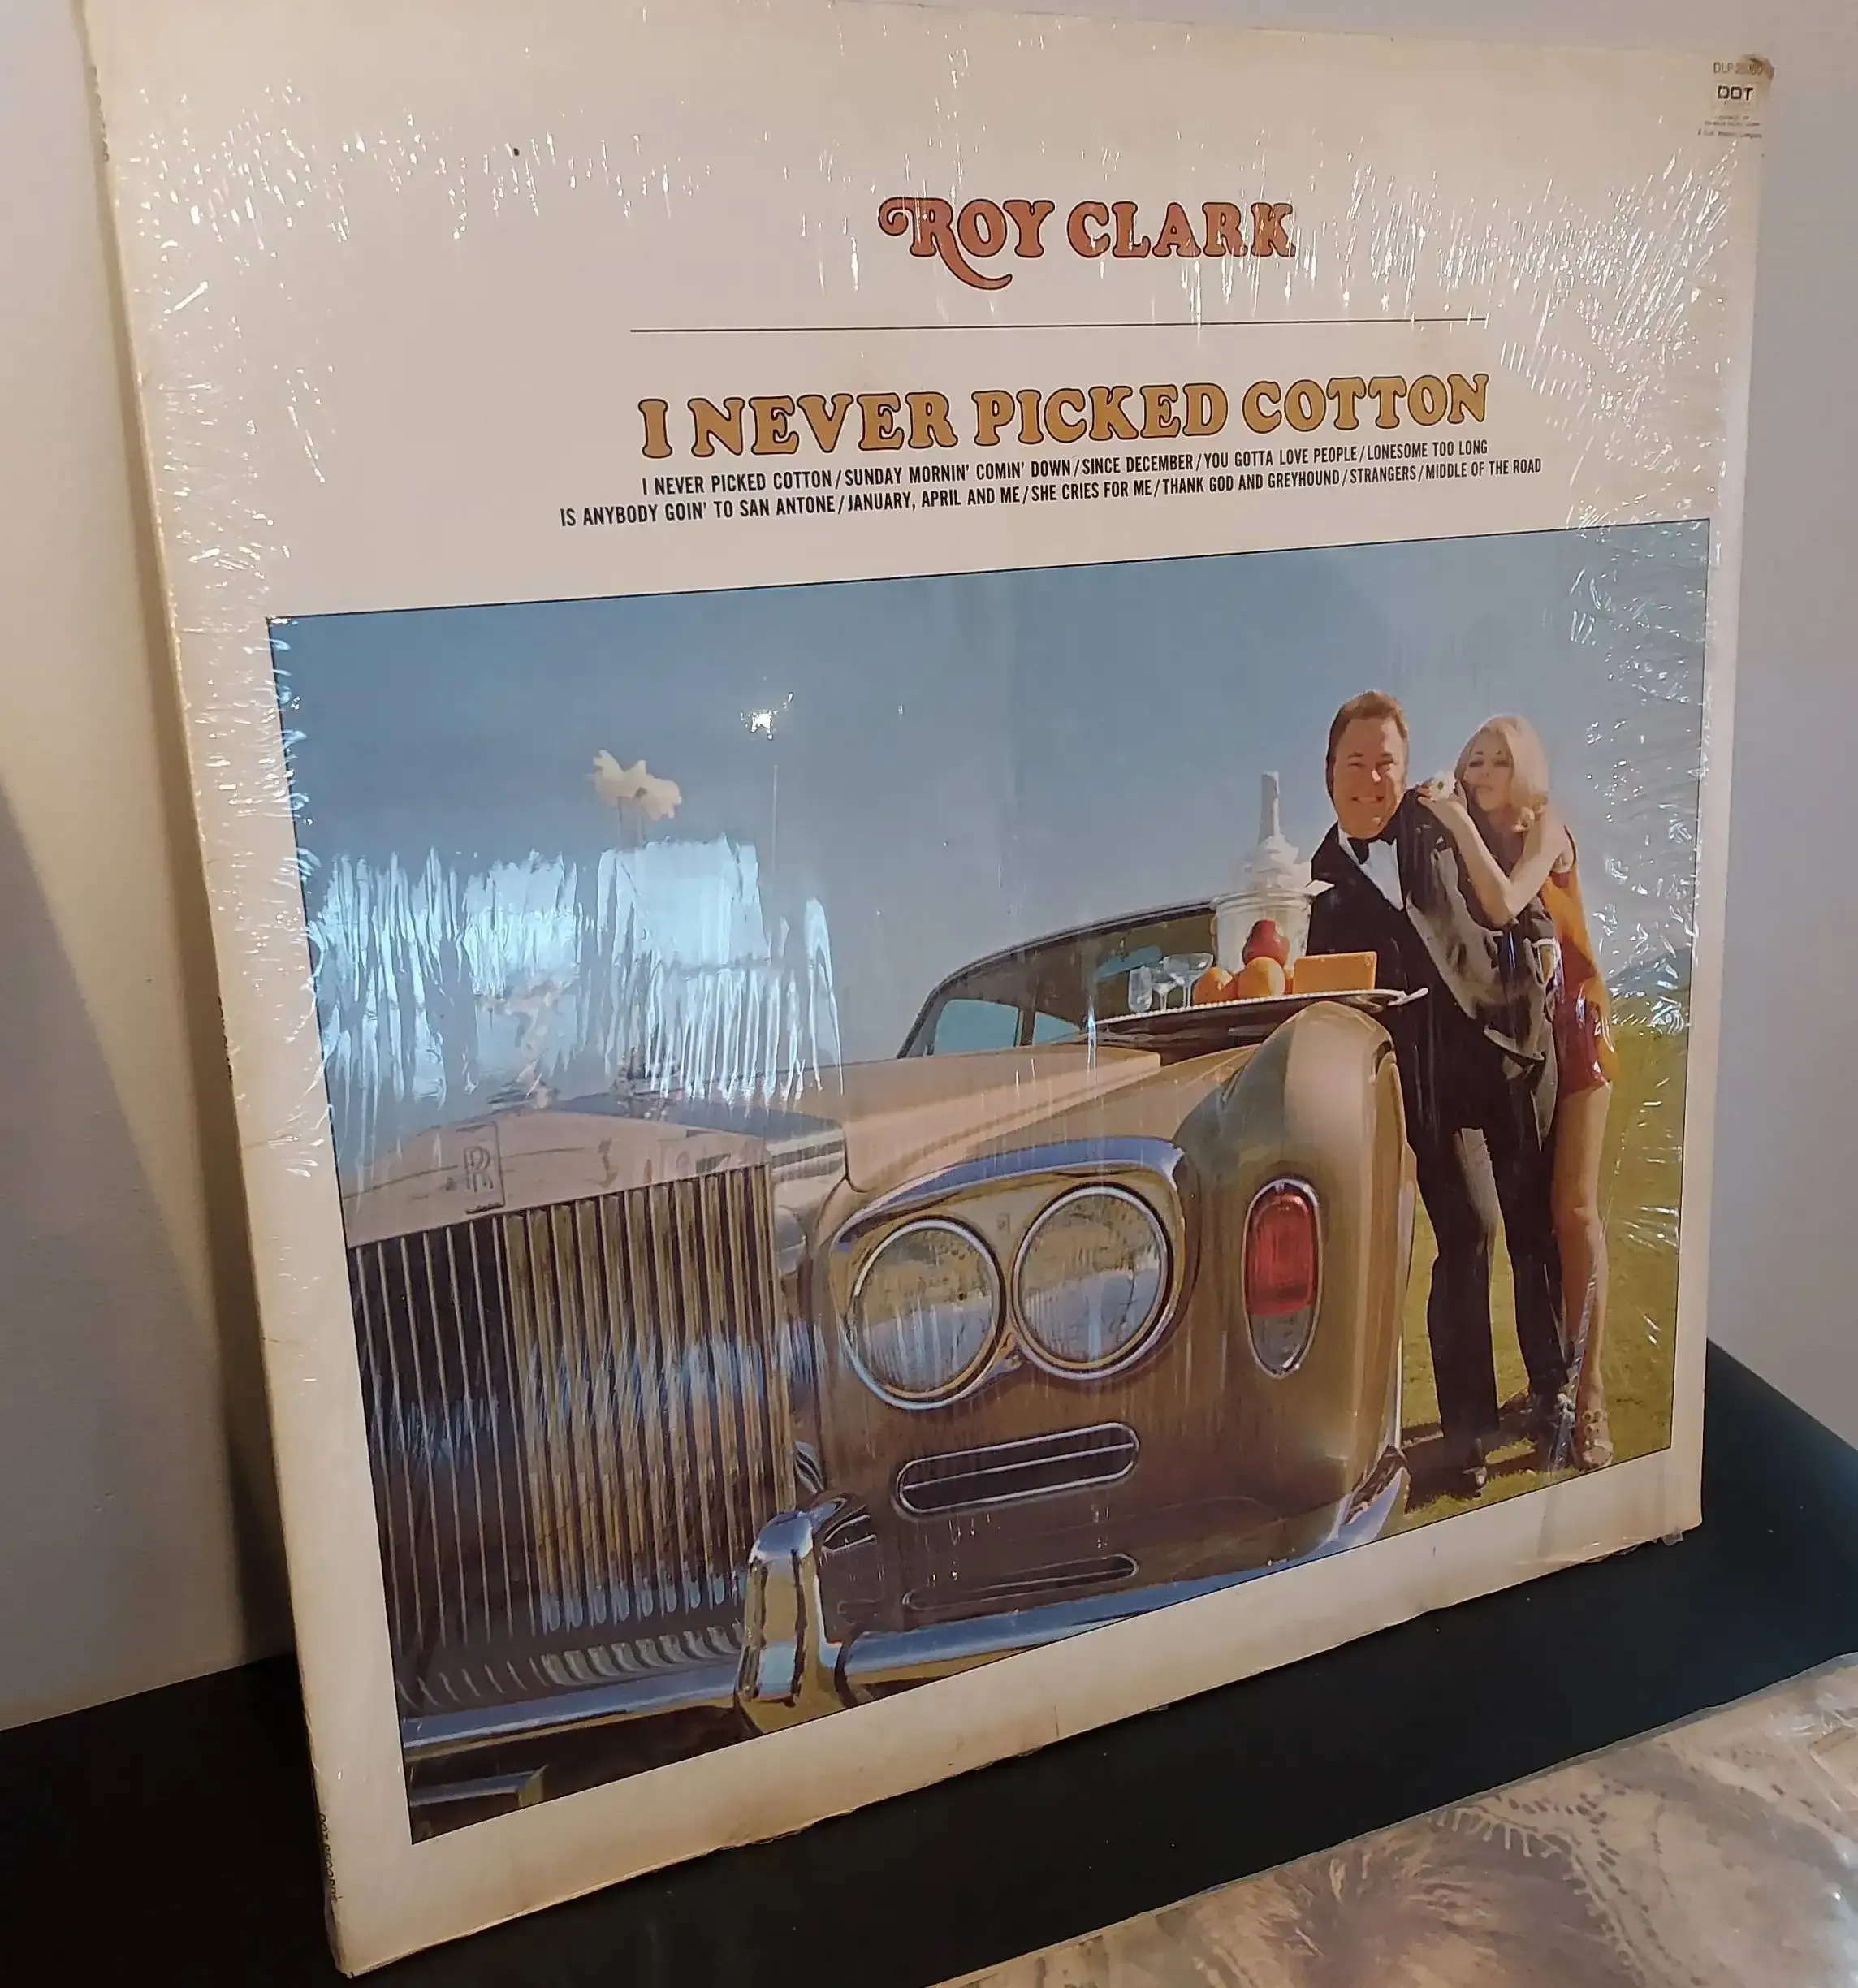 DOT
ROY CLARK
I NEVER PICKED COTTON
I NEVER PICKED COTTON/SUNDAY MORNIN' COMIN' DOWN/SINCE DECEMBER/YOU GOTTA LOVE PEOPLE/LONESOME TOO LONG
IS ANYBODY GOIN' TO SAN ANTONE/JANUARY, APRIL AND ME/SHE CRIES FOR ME/THANK GOD AND GREYHOUND/STRANGERS/MIDDLE OF THE ROAD
RR